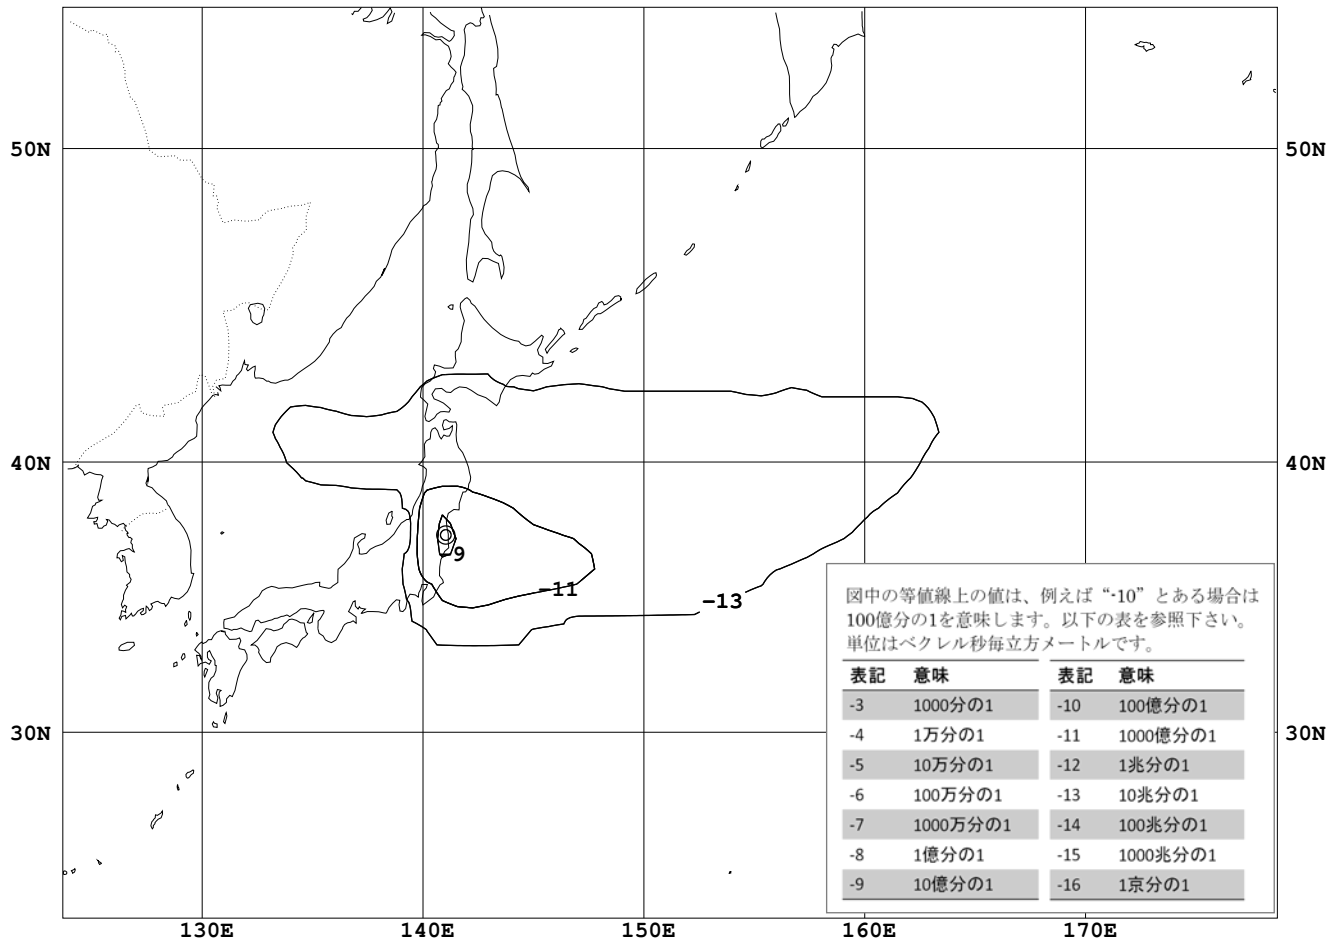 50N 50N
40N 40N
9
-11
-13
図中の等値線上の値は、例えば“-10”とある場合は
100億分の1を意味します。以下の表を参照下さい。
単位はベクレル秒毎立方メートルです。
表記 意味 表記 意味
-3 1000分の1 -10 100億分の1
-4 1万分の1 -11 1000億分の1
-5 10万分の1 -12 1兆分の1
-6 100万分の1 -13 10兆分の1
-7 1000万分の1 -14 100兆分の1
-8 1億分の1 -15 1000兆分の1
-9 10億分の1 -16 1京分の1
30N 30N
130E 140E 150E 160E 170E